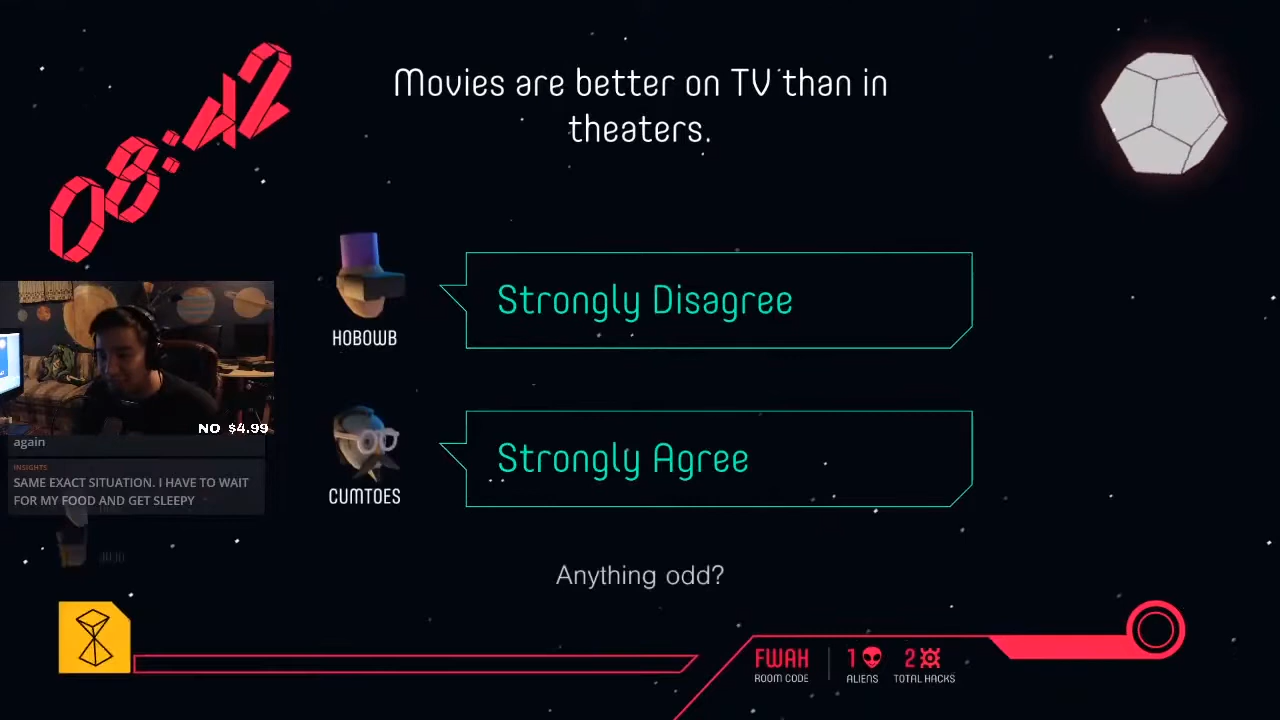 08:42
Movies are better on TV than in
theaters.
Strongly Disagree
HOBOWB
NO $4.99
again
INSIGHTS
SAME EXACT SITUATION. I HAVE TO WAIT
FOR MY FOOD AND GET SLEEPY
Strongly Agree
CUMTOES
Anything odd?
FWAH
ROOM CODE
1
ALIENS
2
TOTAL HACKS